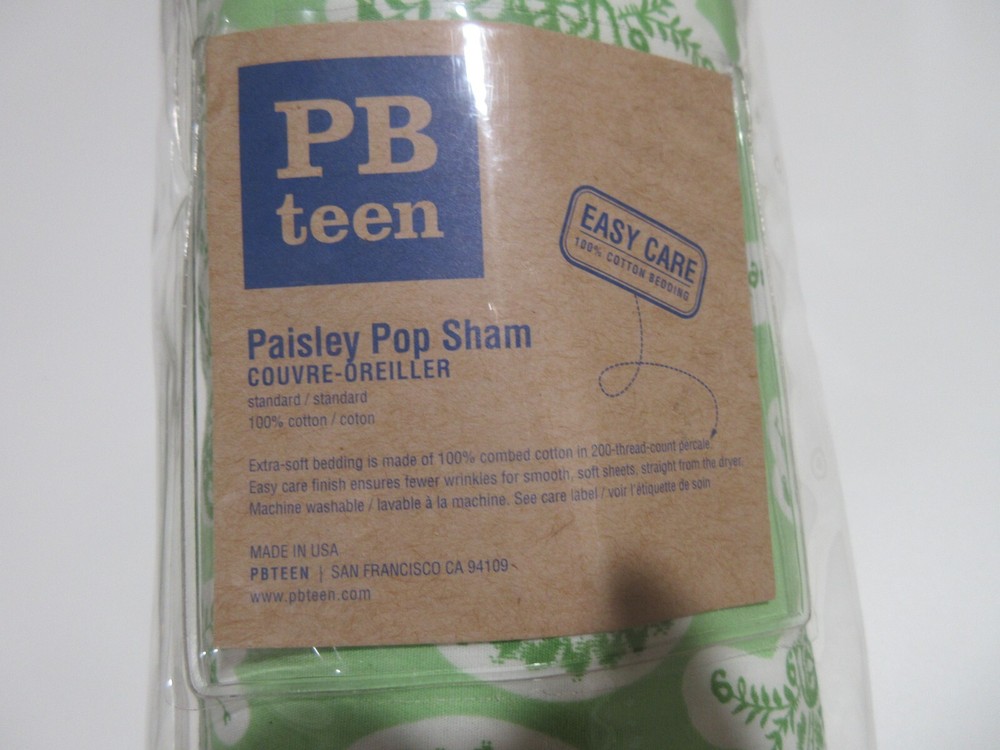 PB
teen
EASY CARE
100% COTTON BEDDING
Paisley Pop Sham
COUVRE-OREILLER
standard / standard
100% cotton / coton
Extra-soft bedding is made of 100% combed cotton in 200-thread-count percale.
Easy care finish ensures fewer wrinkles for smooth, soft sheets, straight from the dryer.
Machine washable / lavable à la machine. See care label / voir l'étiquette de soin
MADE IN USA
PBTEEN | SAN FRANCISCO CA 94109
www.pbteen.com